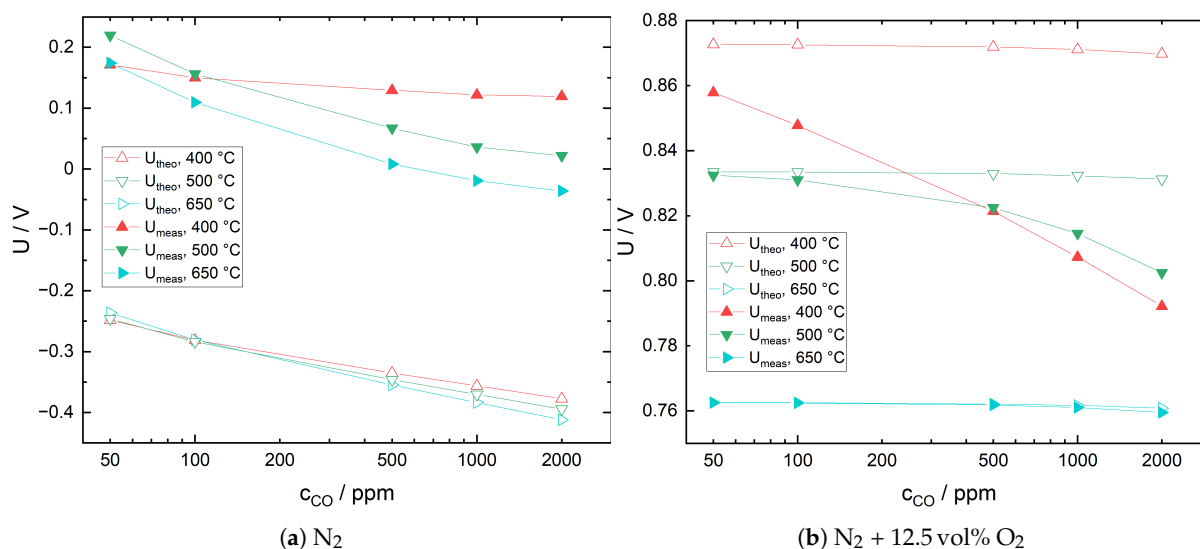 0.2
0.1
0
−0.1
−0.2
−0.3
−0.4
U / V
U_theo, 400 °C
U_theo, 500 °C
U_theo, 650 °C
U_meas, 400 °C
U_meas, 500 °C
U_meas, 650 °C
50 100 200 500 1000 2000
c_CO / ppm
(a) N₂
0.88
0.86
0.84
0.82
0.80
0.78
0.76
U / V
U_theo, 400 °C
U_theo, 500 °C
U_theo, 650 °C
U_meas, 400 °C
U_meas, 500 °C
U_meas, 650 °C
50 100 200 500 1000 2000
c_CO / ppm
(b) N₂ + 12.5 vol% O₂